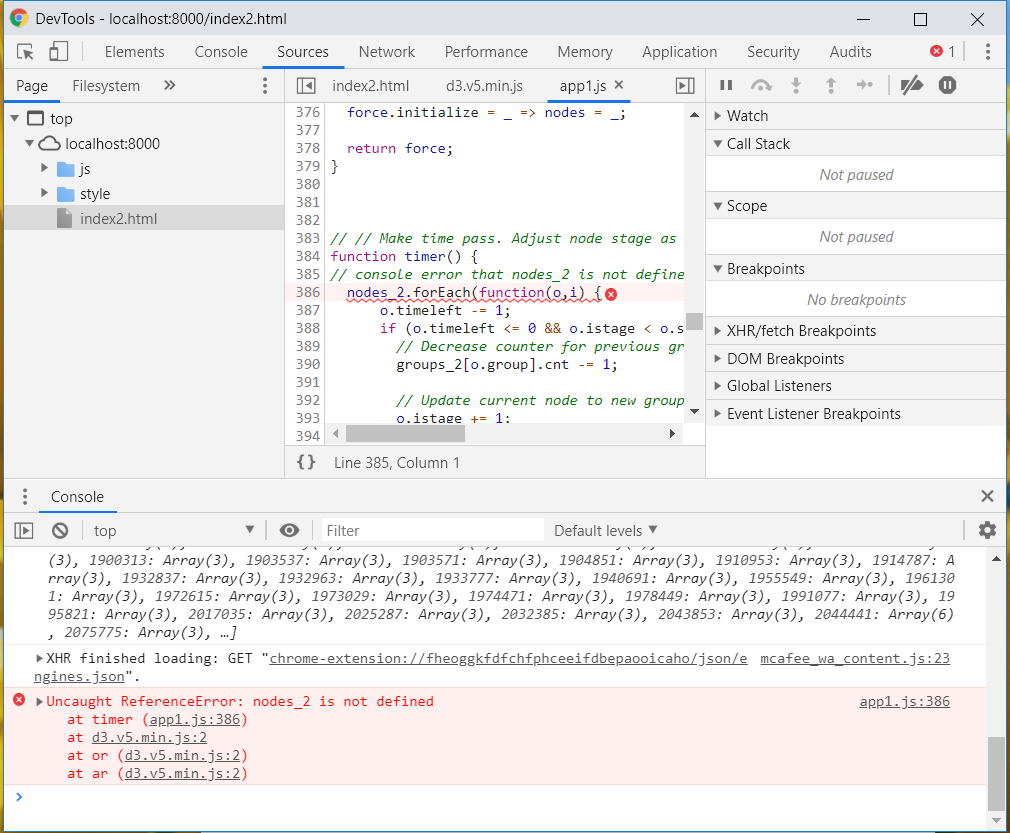 DevTools - localhost:8000/index2.html
Elements Console Sources Network Performance Memory Application Security Audits 1
Page Filesystem »
index2.html d3.v5.min.js app1.js ×
top
localhost:8000
js
style
index2.html
376 force.initialize = _ => nodes = _;
377
378 return force;
379 }
380
381
382
383 // // Make time pass. Adjust node stage as
384 function timer() {
385 // console error that nodes_2 is not define
386 nodes_2.forEach(function(o,i) {
387 o.timeleft -= 1;
388 if (o.timeleft <= 0 && o.istage < o.s
389 // Decrease counter for previous gr
390 groups_2[o.group].cnt -= 1;
391
392 // Update current node to new group
393 o.istage += 1;
394
{} Line 385, Column 1
Watch
Call Stack
Not paused
Scope
Not paused
Breakpoints
No breakpoints
XHR/fetch Breakpoints
DOM Breakpoints
Global Listeners
Event Listener Breakpoints
Console
top Filter Default levels
(3), 1900313: Array(3), 1903537: Array(3), 1903571: Array(3), 1904851: Array(3), 1910953: Array(3), 1914787: A
rray(3), 1932837: Array(3), 1932963: Array(3), 1933777: Array(3), 1940691: Array(3), 1955549: Array(3), 196130
1: Array(3), 1972615: Array(3), 1973029: Array(3), 1974471: Array(3), 1978449: Array(3), 1991077: Array(3), 19
95821: Array(3), 2017035: Array(3), 2025287: Array(3), 2032385: Array(3), 2043853: Array(3), 2044441: Array(6)
, 2075775: Array(3), …]
XHR finished loading: GET "chrome-extension://fheoggkfdfchfphceeifdbepaooicaho/json/e mcafee_wa_content.js:23
ngines.json".
Uncaught ReferenceError: nodes_2 is not defined app1.js:386
at timer (app1.js:386)
at d3.v5.min.js:2
at or (d3.v5.min.js:2)
at ar (d3.v5.min.js:2)